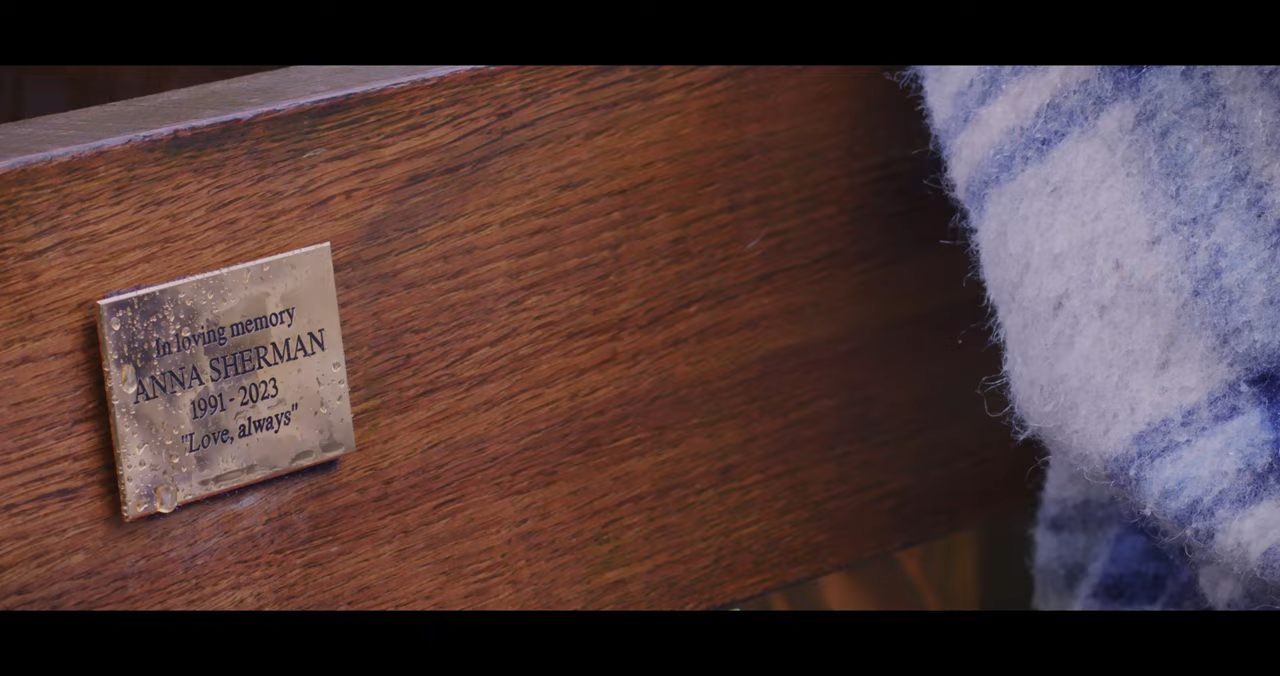 In loving memory
ANNA SHERMAN
1991 - 2023
"Love, always"